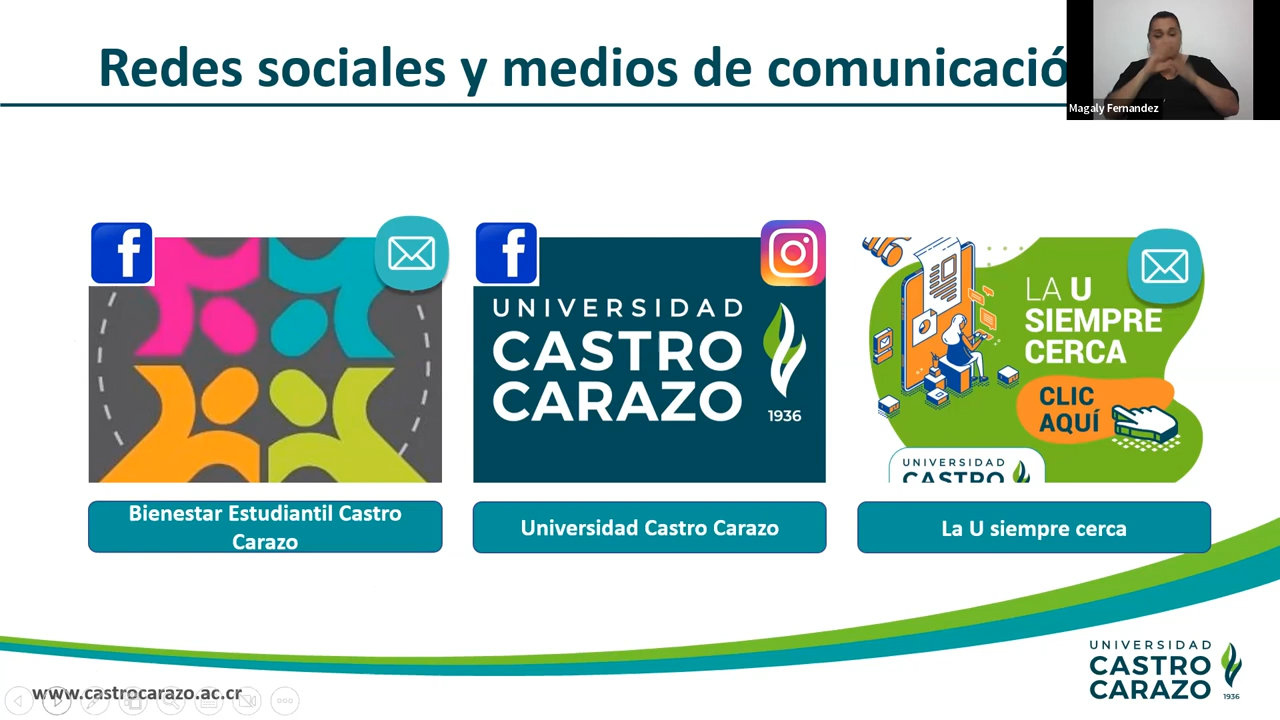 Redes sociales y medios de comunicació
Magaly Fernandez
UNIVERSIDAD
CASTRO
CARAZO
1936
LA U
SIEMPRE
CERCA
CLIC
AQUÍ
UNIVERSIDAD
CASTRO
Bienestar Estudiantil Castro
Carazo
Universidad Castro Carazo
La U siempre cerca
www.castrocarazo.ac.cr
UNIVERSIDAD
CASTRO
CARAZO
1936